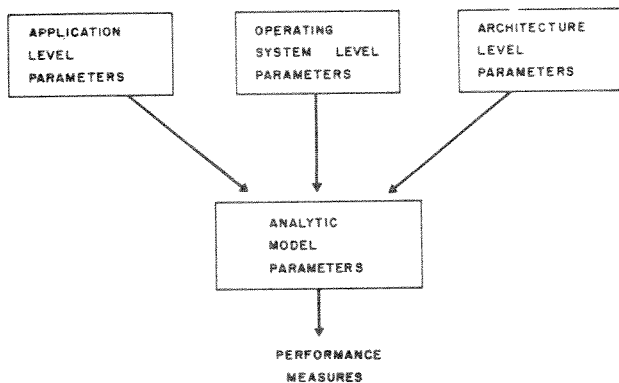 APPLICATION
LEVEL
PARAMETERS
OPERATING
SYSTEM LEVEL
PARAMETERS
ARCHITECTURE
LEVEL
PARAMETERS
ANALYTIC
MODEL
PARAMETERS
PERFORMANCE
MEASURES